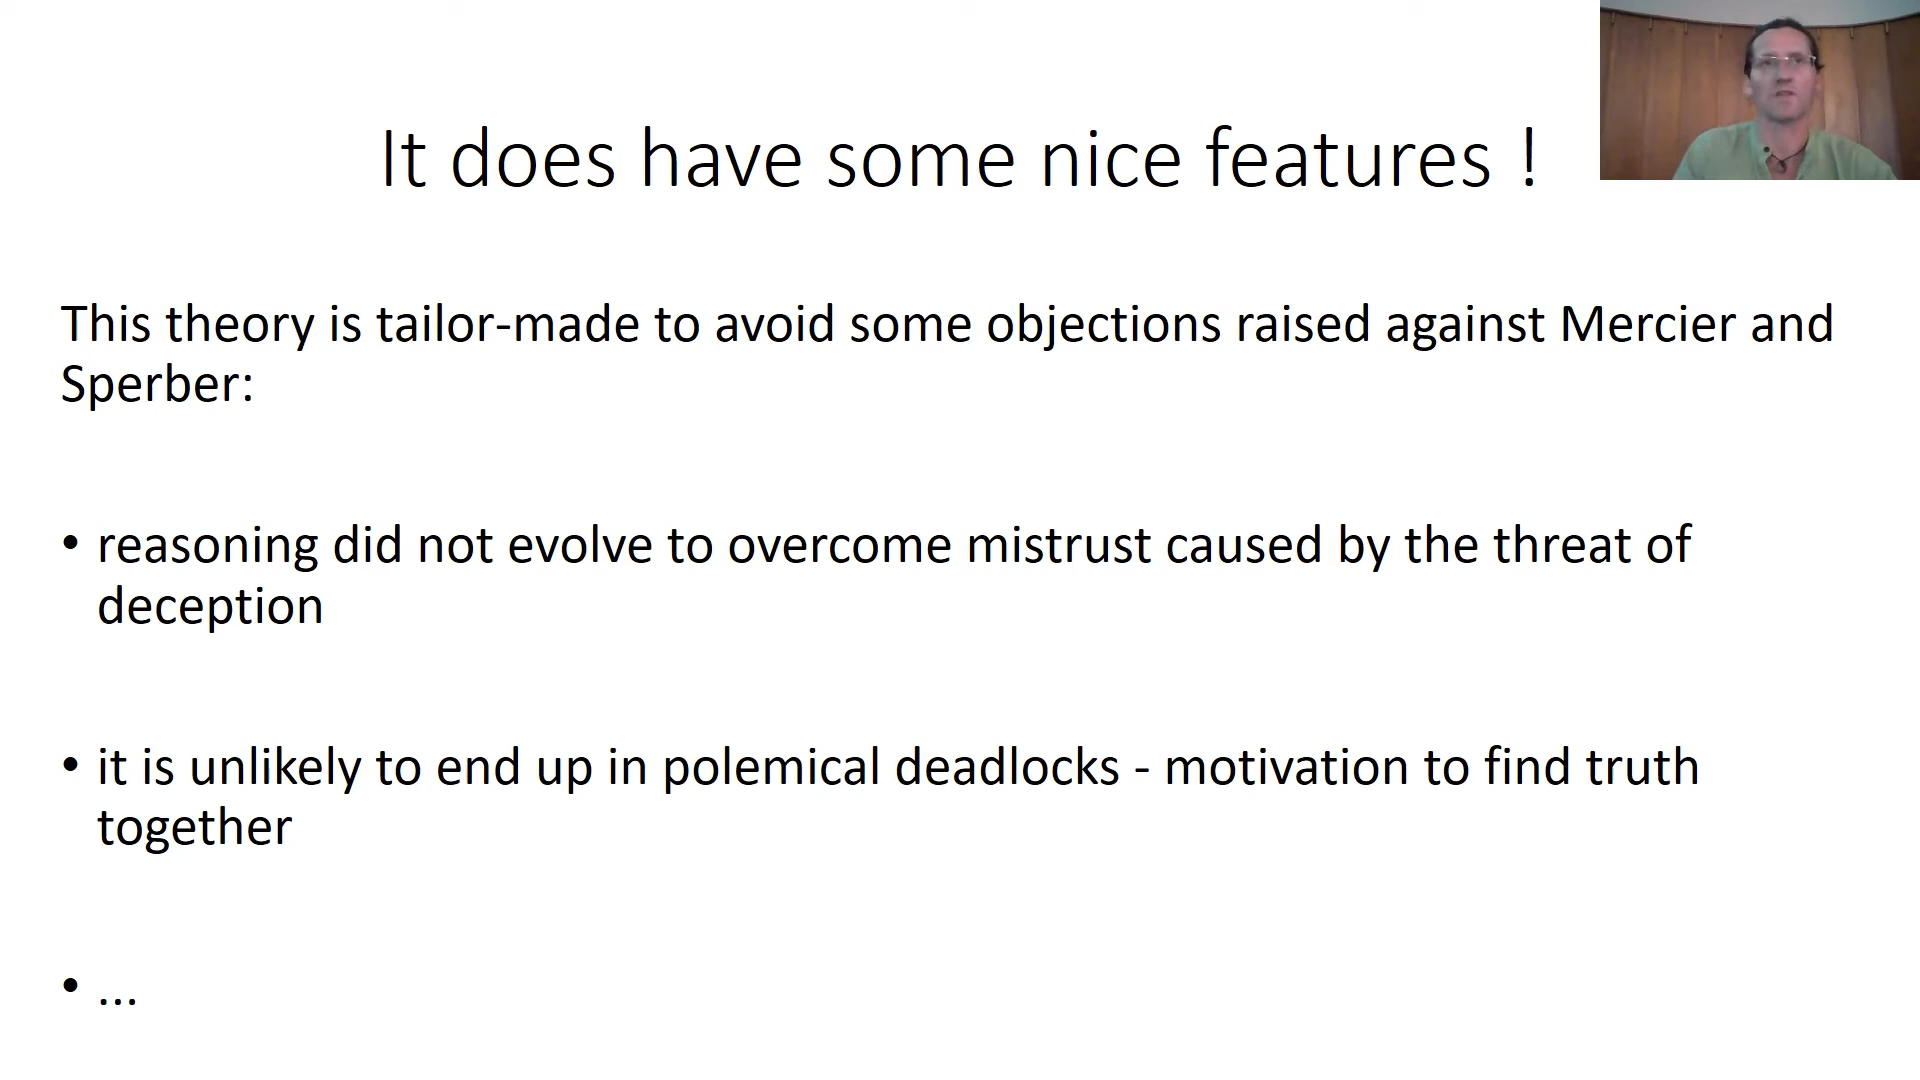 It does have some nice features !
This theory is tailor-made to avoid some objections raised against Mercier and
Sperber:
• reasoning did not evolve to overcome mistrust caused by the threat of
deception
• it is unlikely to end up in polemical deadlocks - motivation to find truth
together
• ...